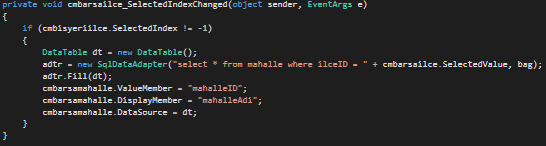 private void cmbarsailce_SelectedIndexChanged(object sender, EventArgs e)
{
if (cmbisyeriilce.SelectedIndex != -1)
{
DataTable dt = new DataTable();
adtr = new SqlDataAdapter("select * from mahalle where ilceID = " + cmbarsailce.SelectedValue, bag);
adtr.Fill(dt);
cmbarsamahalle.ValueMember = "mahalleID";
cmbarsamahalle.DisplayMember = "mahalleAdi";
cmbarsamahalle.DataSource = dt;
}
}